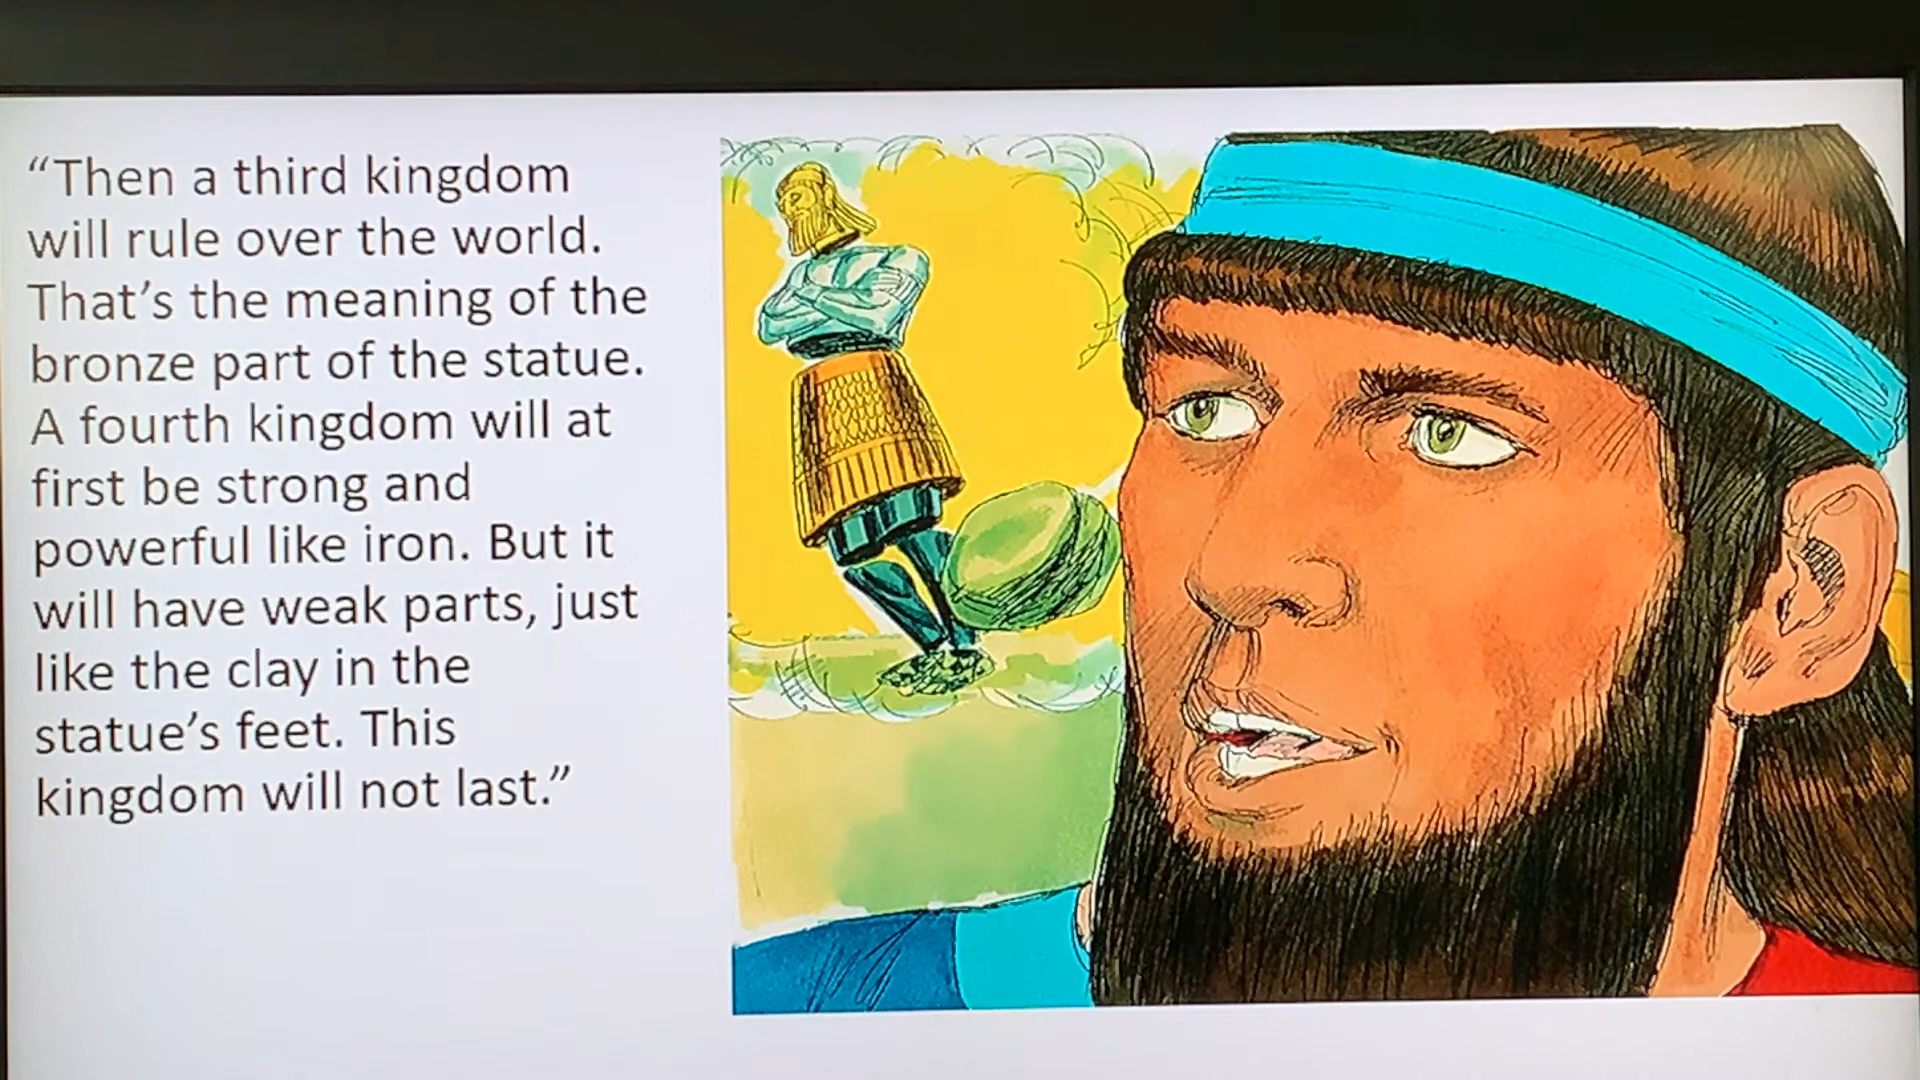 “Then a third kingdom
will rule over the world.
That’s the meaning of the
bronze part of the statue.
A fourth kingdom will at
first be strong and
powerful like iron. But it
will have weak parts, just
like the clay in the
statue’s feet. This
kingdom will not last.”